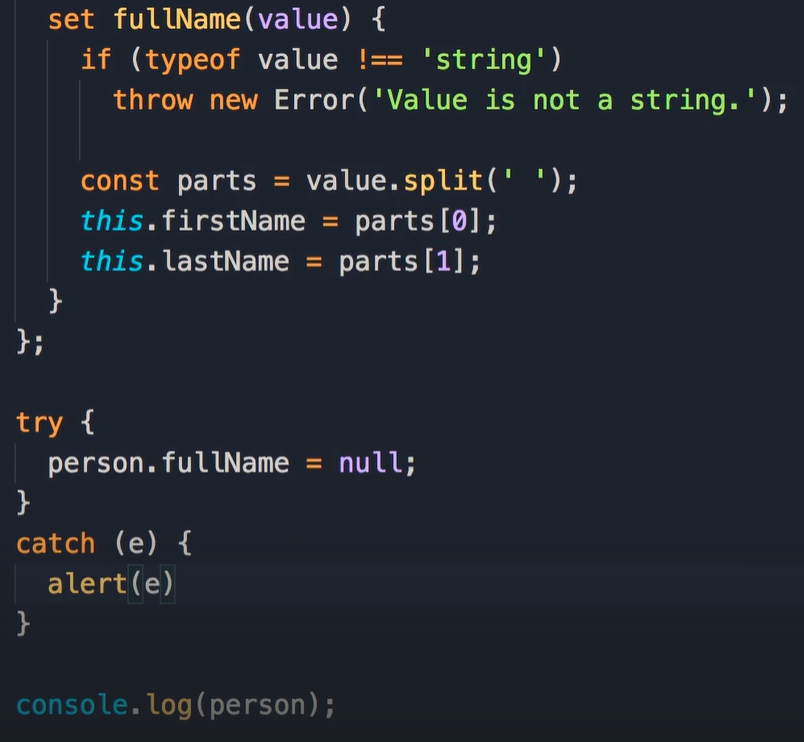 set fullName(value) {
if (typeof value !== 'string')
throw new Error('Value is not a string.');
const parts = value.split(' ');
this.firstName = parts[0];
this.lastName = parts[1];
}
};
try {
person.fullName = null;
}
catch (e) {
alert(e)
}
console.log(person);